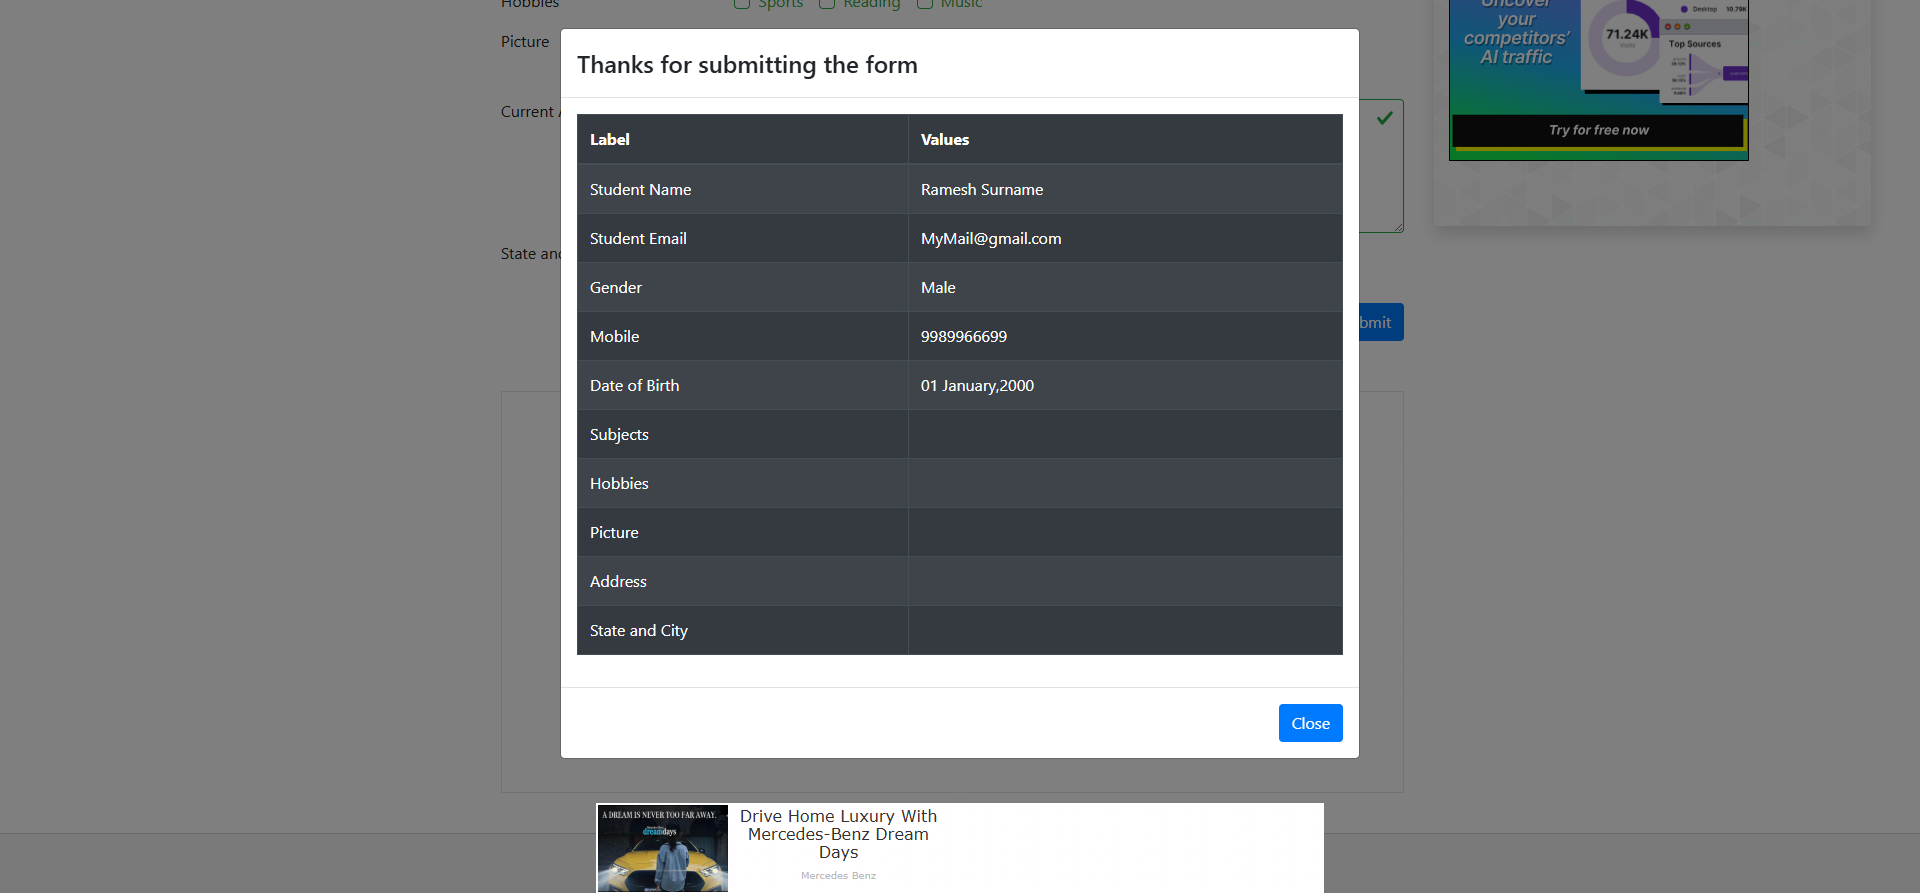 Hobbies
Sports Reading Music
Picture
Thanks for submitting the form
Current
State and
Label Values
Student Name Ramesh Surname
Student Email MyMail@gmail.com
Gender Male
Mobile 9989966699
Date of Birth 01 January,2000
Subjects
Hobbies
Picture
Address
State and City
Close
bmit
Uncover
your
competitors’
AI traffic
71.24K
Visits
Desktop 10.79K
Top Sources
Try for free now
A DREAM IS NEVER TOO FAR AWAY.
dreamdays
Drive Home Luxury With
Mercedes-Benz Dream
Days
Mercedes Benz